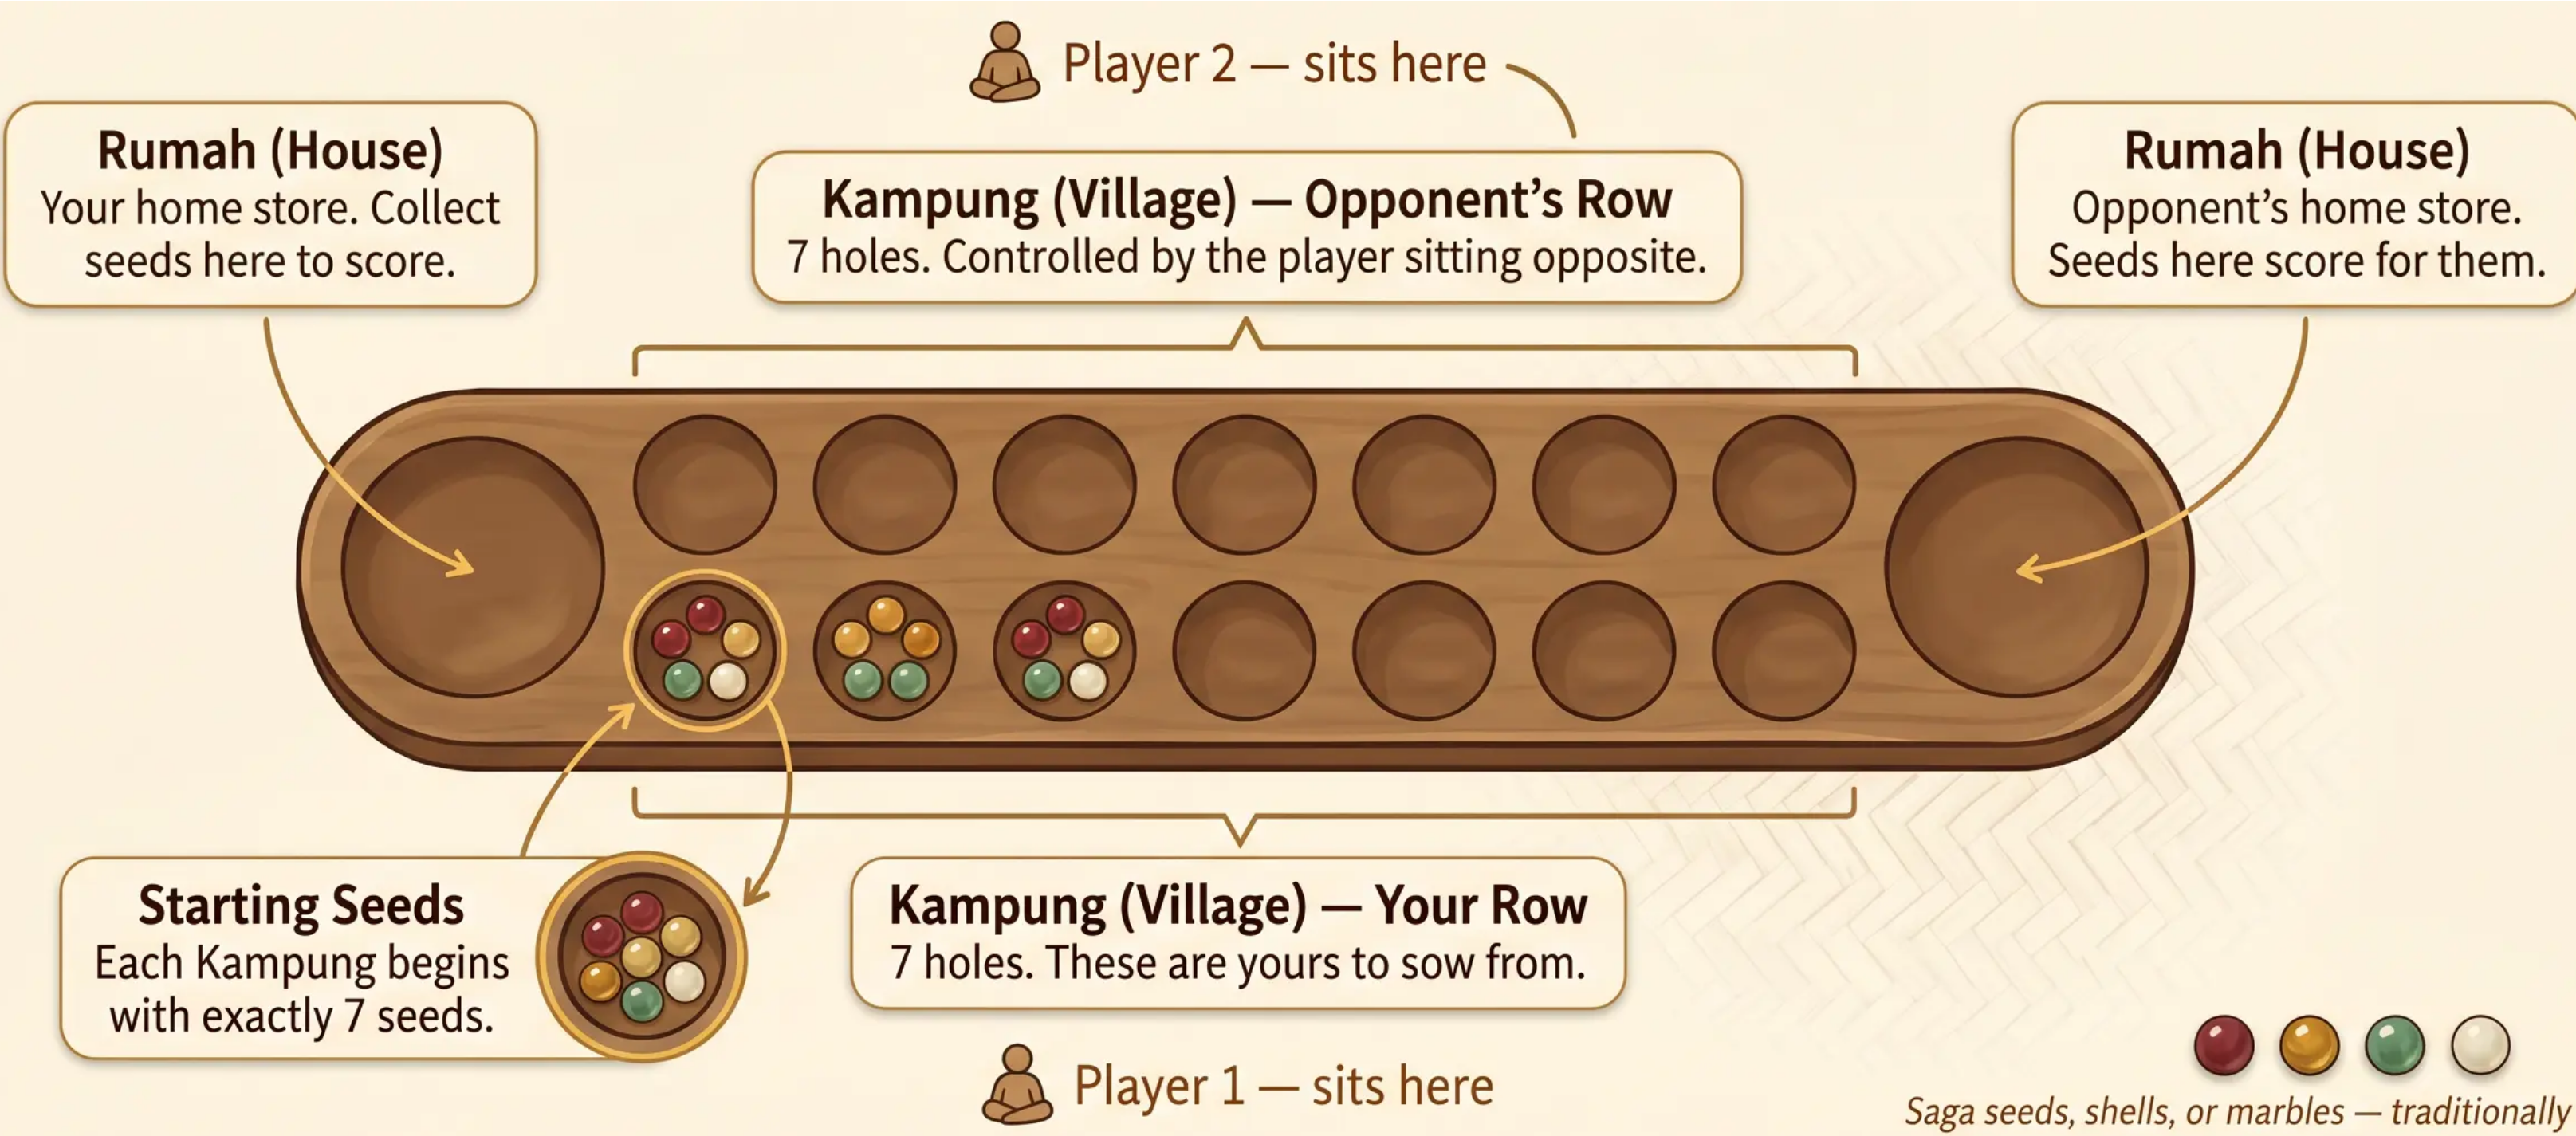 Player 2 — sits here
Rumah (House)
Your home store. Collect
seeds here to score.
Kampung (Village) — Opponent’s Row
7 holes. Controlled by the player sitting opposite.
Rumah (House)
Opponent’s home store.
Seeds here score for them.
Starting Seeds
Each Kampung begins
with exactly 7 seeds.
Kampung (Village) — Your Row
7 holes. These are yours to sow from.
Player 1 — sits here
Saga seeds, shells, or marbles — traditionally